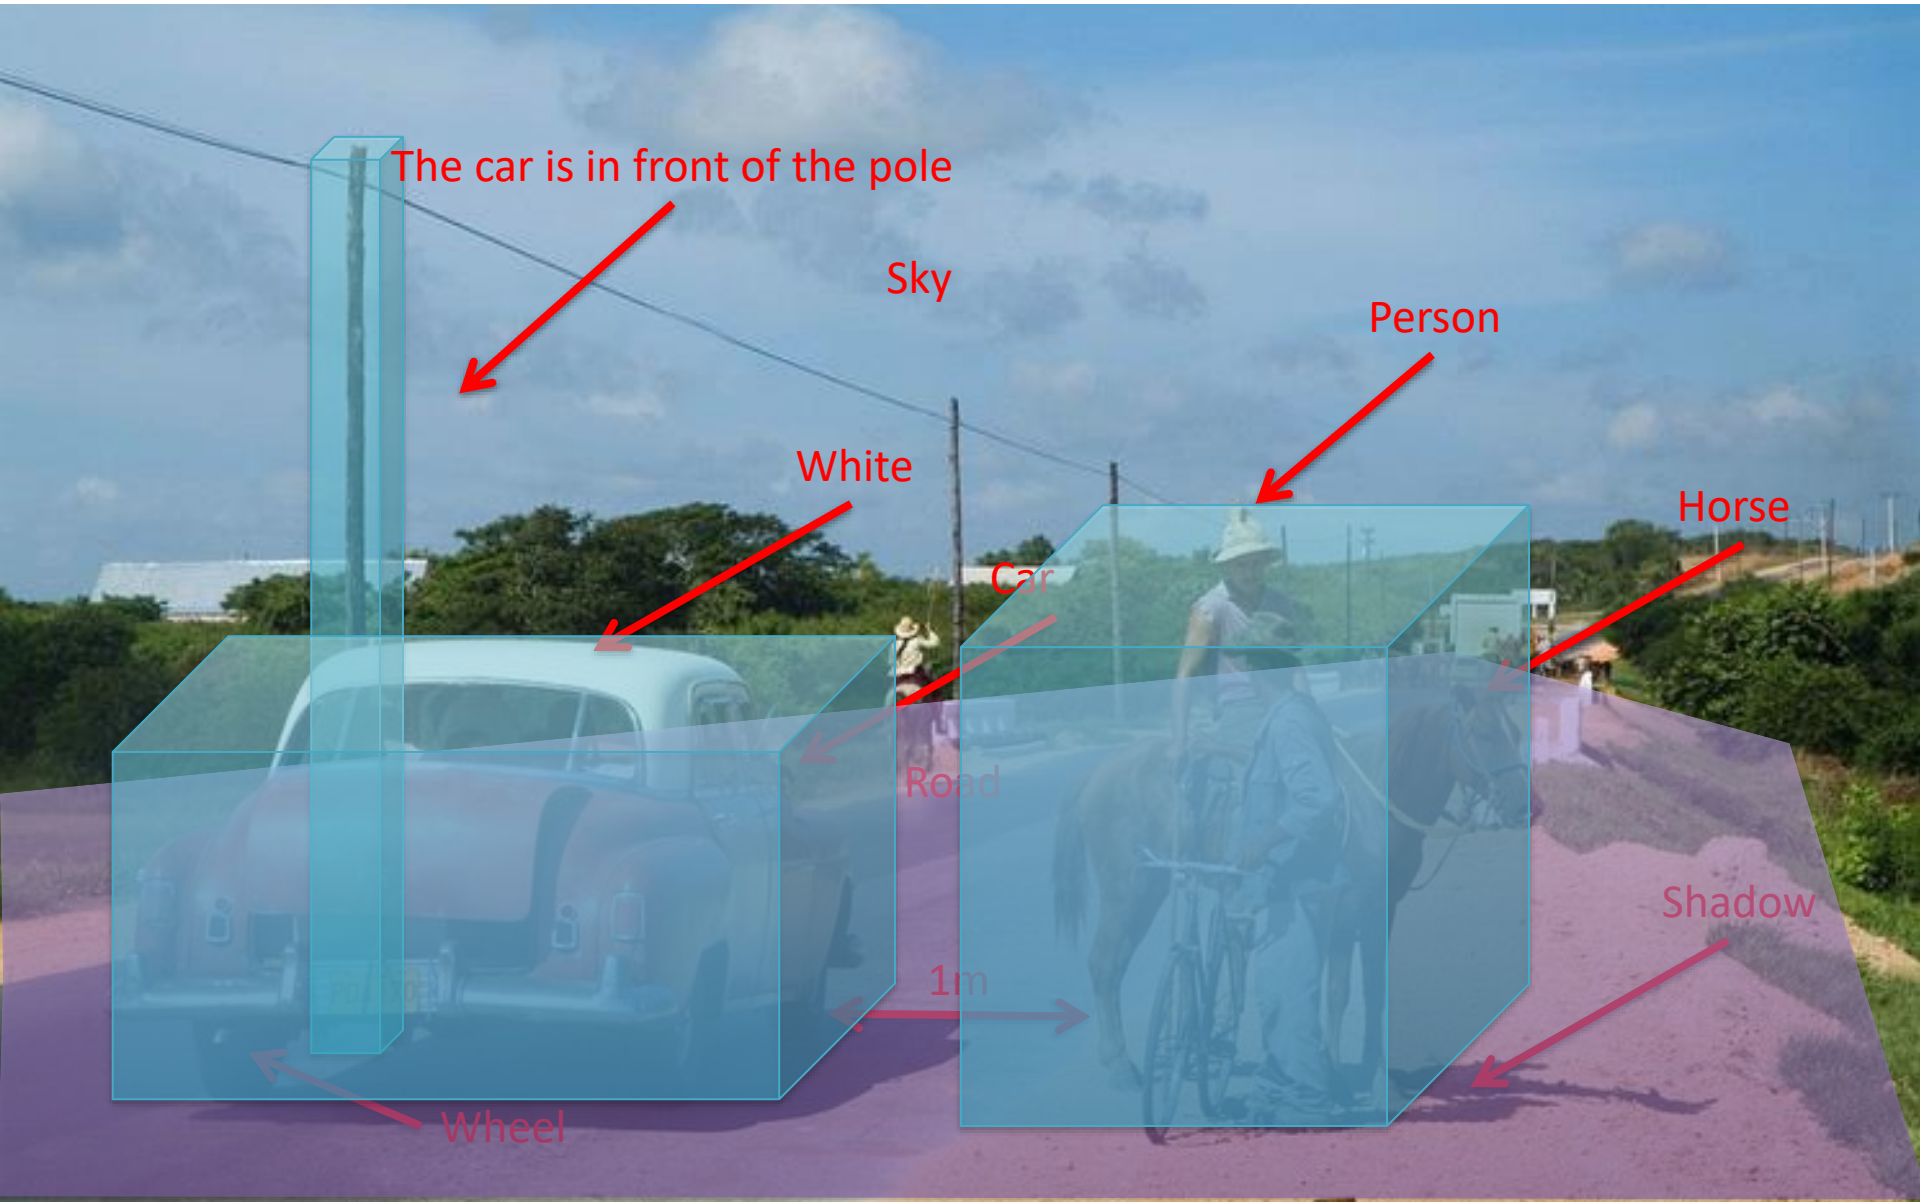 The car is in front of the pole
Sky
Person
White
Horse
Car
Road
Shadow
1m
Wheel